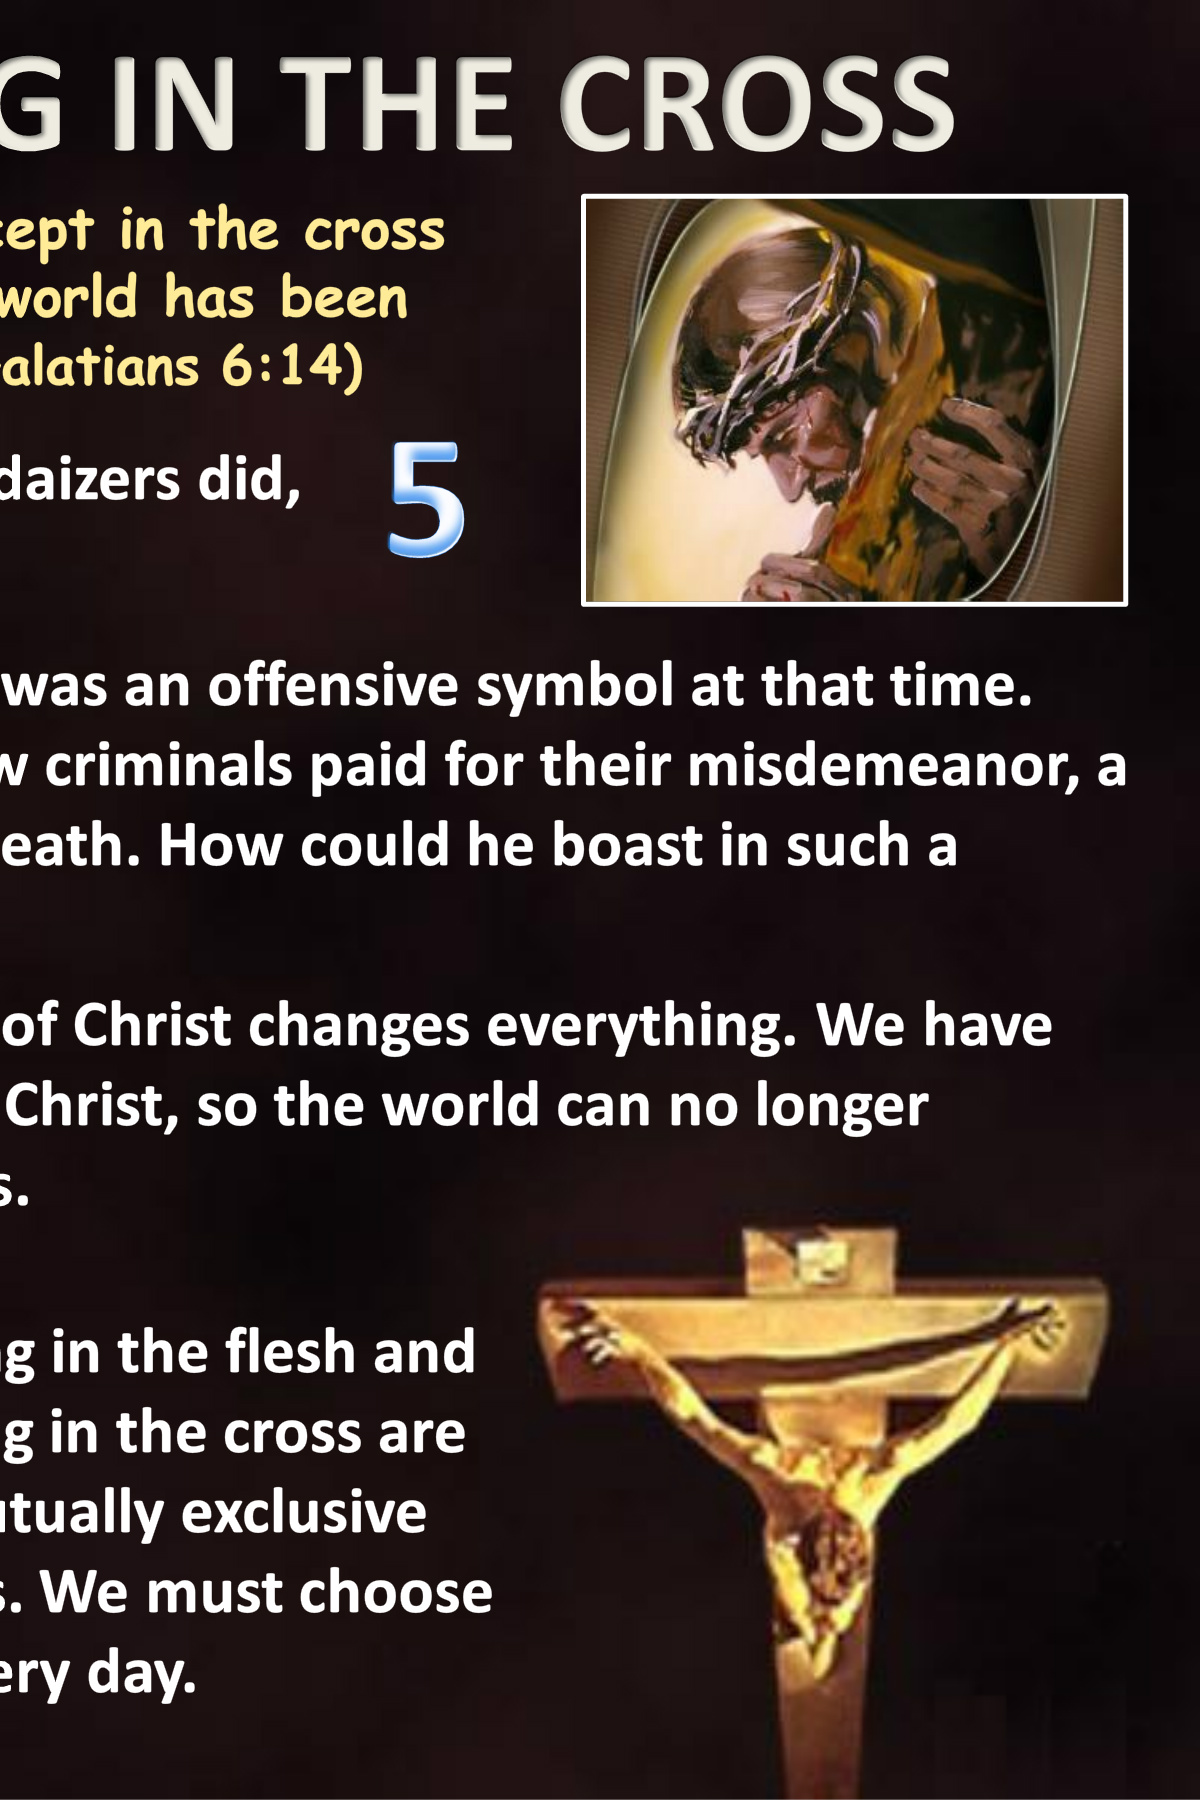 G IN THE CROSS
cept in the cross
world has been
alatians 6:14)
daizers did,
5
was an offensive symbol at that time.
w criminals paid for their misdemeanor, a
eath. How could he boast in such a
of Christ changes everything. We have
Christ, so the world can no longer
s.
g in the flesh and
g in the cross are
utually exclusive
s. We must choose
ery day.